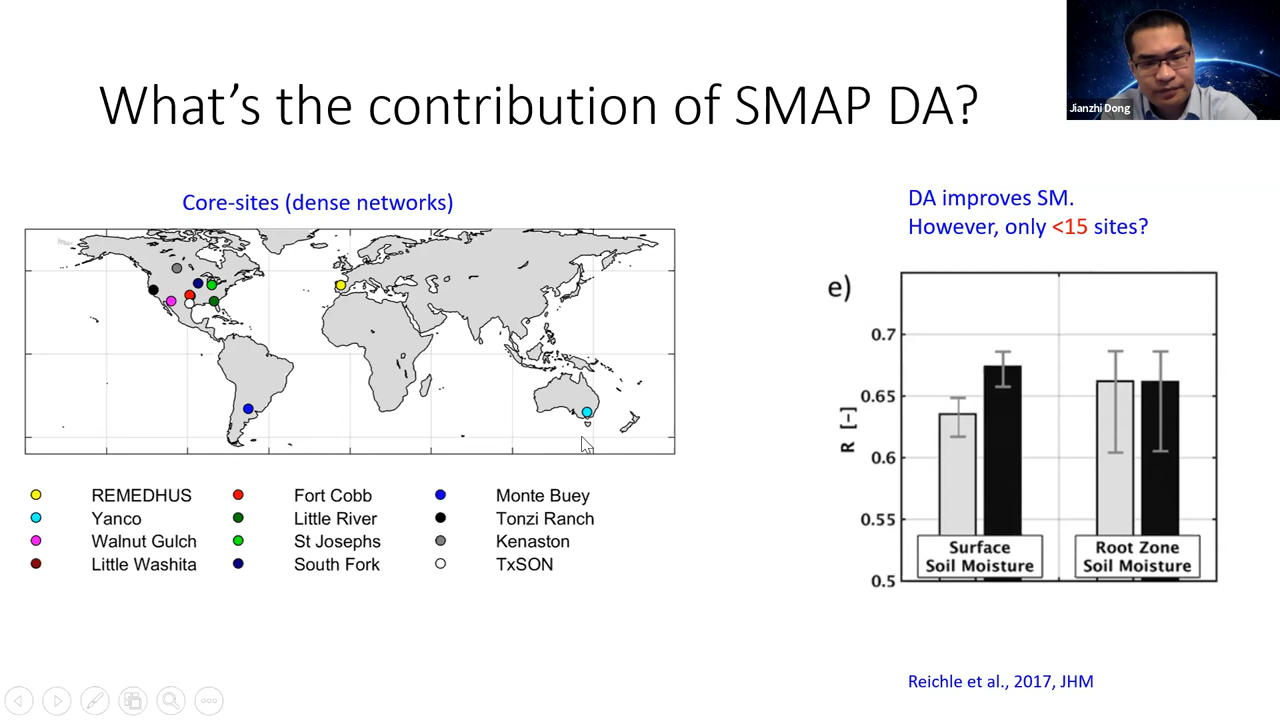 What's the contribution of SMAP DA?
Jianzhi Dong
Core-sites (dense networks)
REMEDHUS
Yanco
Walnut Gulch
Little Washita
Fort Cobb
Little River
St Josephs
South Fork
Monte Buey
Tonzi Ranch
Kenaston
TxSON
DA improves SM.
However, only <15 sites?
e)
R [-]
0.7
0.65
0.6
0.55
0.5
Surface
Soil Moisture
Root Zone
Soil Moisture
Reichle et al., 2017, JHM